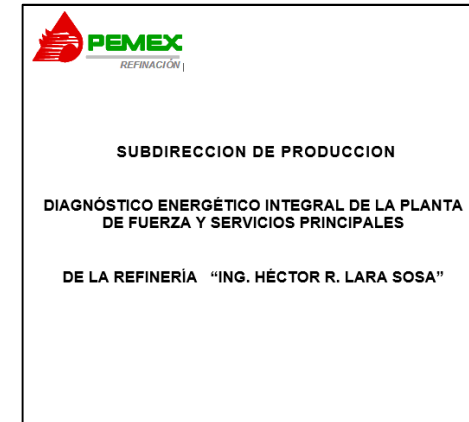 PEMEX
REFINACIÓN
SUBDIRECCION DE PRODUCCION
DIAGNÓSTICO ENERGÉTICO INTEGRAL DE LA PLANTA
DE FUERZA Y SERVICIOS PRINCIPALES
DE LA REFINERÍA “ING. HÉCTOR R. LARA SOSA”